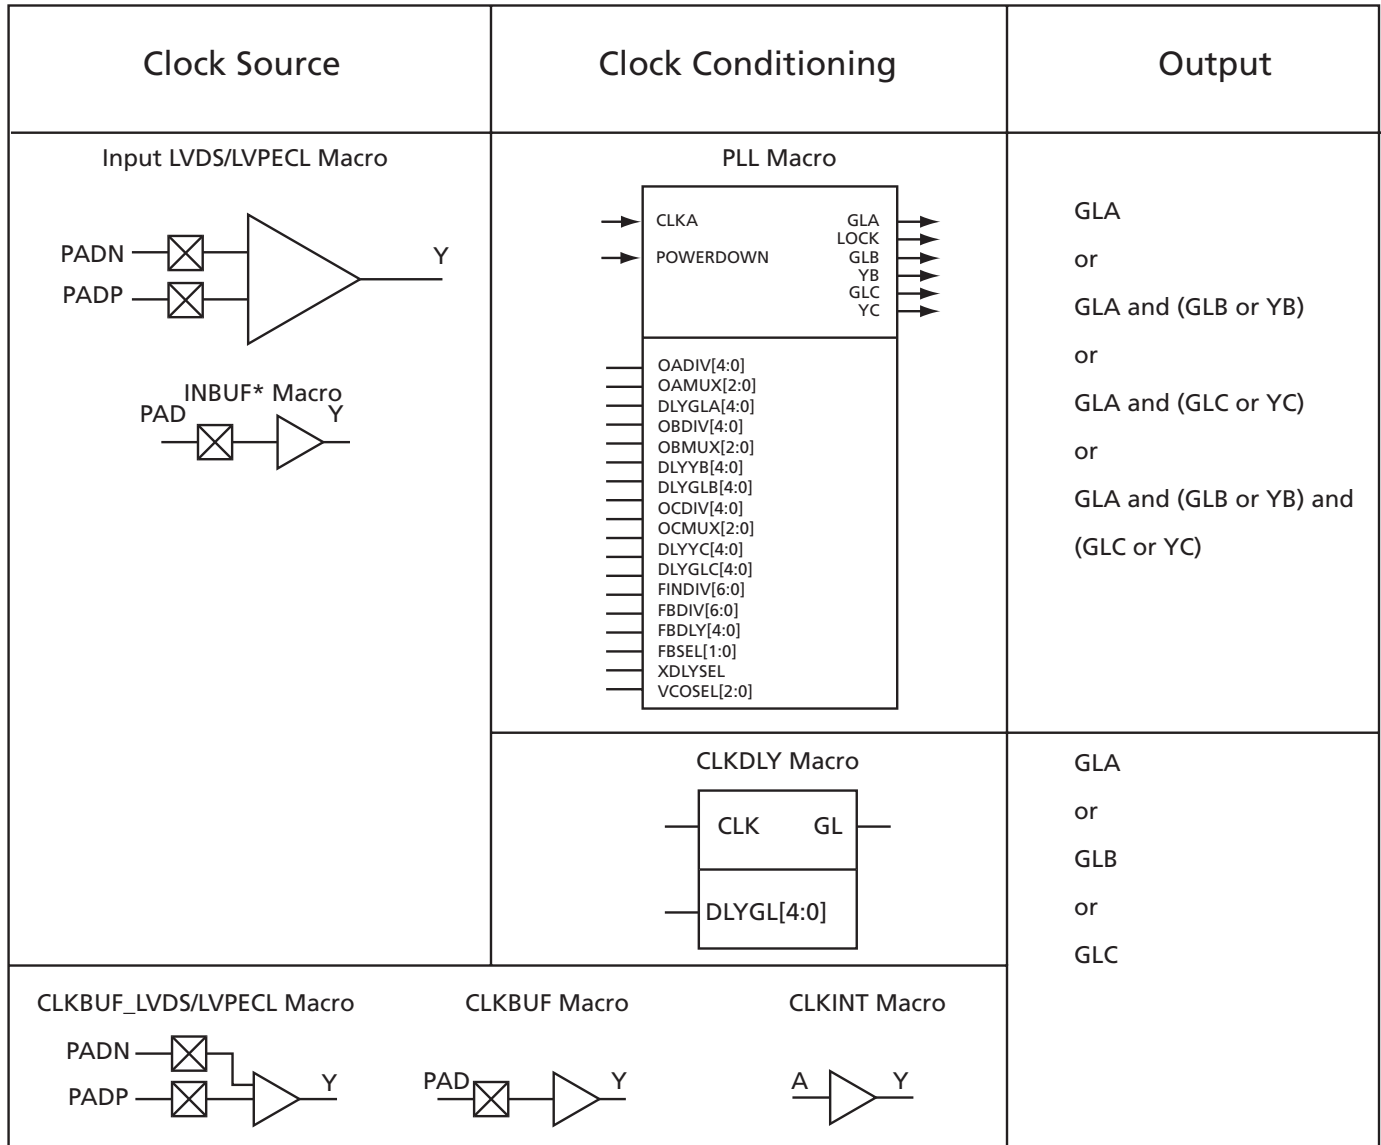 Clock Source
Clock Conditioning
Output
Input LVDS/LVPECL Macro
PADN
PADP
Y
INBUF* Macro
PAD
Y
PLL Macro
CLKA
POWERDOWN
GLA
LOCK
GLB
YB
GLC
YC
OADIV[4:0]
OAMUX[2:0]
DLYGLA[4:0]
OBDIV[4:0]
OBMUX[2:0]
DLYYB[4:0]
DLYGLB[4:0]
OCDIV[4:0]
OCMUX[2:0]
DLYYC[4:0]
DLYGLC[4:0]
FINDIV[6:0]
FBDIV[6:0]
FBDLY[4:0]
FBSEL[1:0]
XDLYSEL
VCOSEL[2:0]
GLA
or
GLA and (GLB or YB)
or
GLA and (GLC or YC)
or
GLA and (GLB or YB) and
(GLC or YC)
CLKDLY Macro
CLK GL
DLYGL[4:0]
GLA
or
GLB
or
GLC
CLKBUF_LVDS/LVPECL Macro
PADN
PADP
Y
CLKBUF Macro
PAD
Y
CLKINT Macro
A
Y